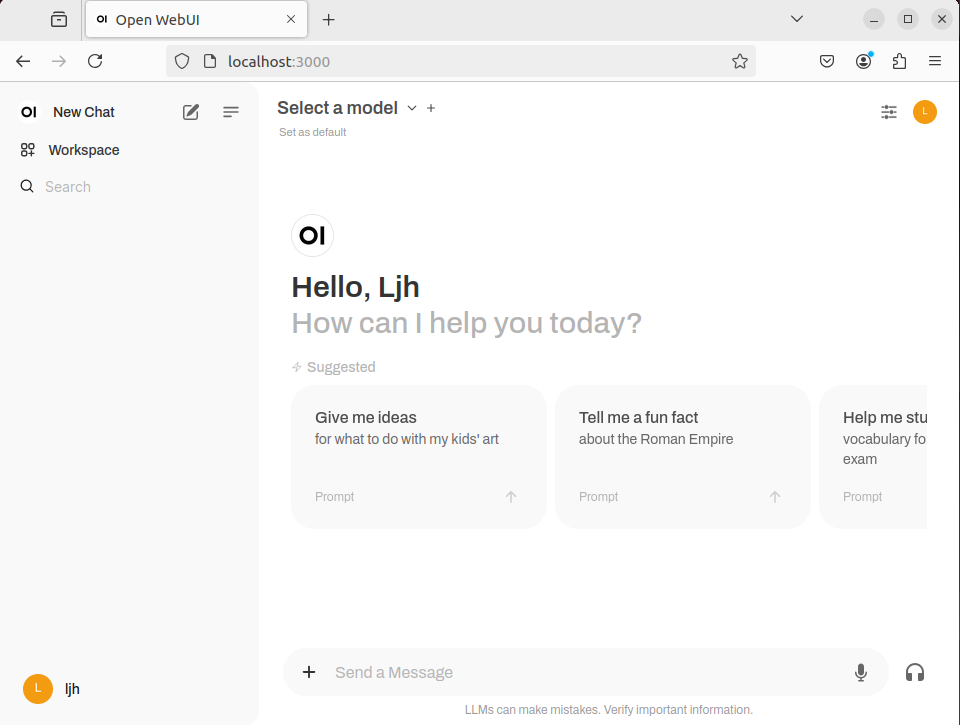 OI Open WebUI
localhost:3000
OI New Chat
Workspace
Search
Select a model
Set as default
L
OI
Hello, Ljh
How can I help you today?
Suggested
Give me ideas
for what to do with my kids' art
Prompt
Tell me a fun fact
about the Roman Empire
Prompt
Help me stu
vocabulary fo
exam
Prompt
Send a Message
L ljh
LLMs can make mistakes. Verify important information.